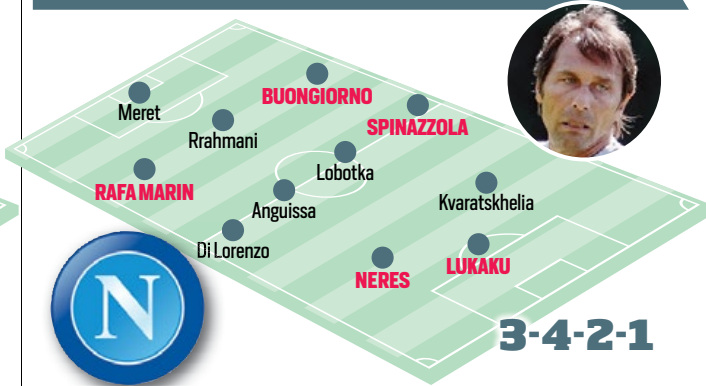 Meret
Rrahmani
BUONGIORNO
SPINAZZOLA
RAFA MARIN
Anguissa
Lobotka
Di Lorenzo
Kvaratskhelia
NERES
LUKAKU
N
3-4-2-1